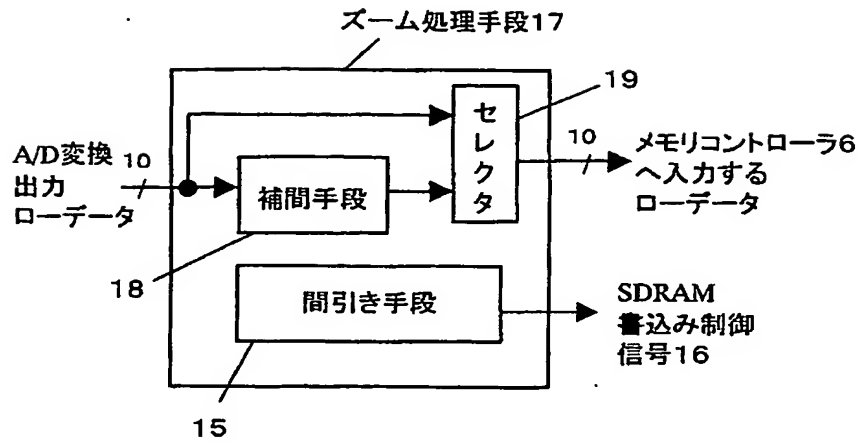 ズーム処理手段17
19
セレクタ
10
メモリコントローラ6
へ入力する
ローデータ
A/D変換
10
出力
ローデータ
補間手段
18
間引き手段
SDRAM
書込み制御
信号16
15